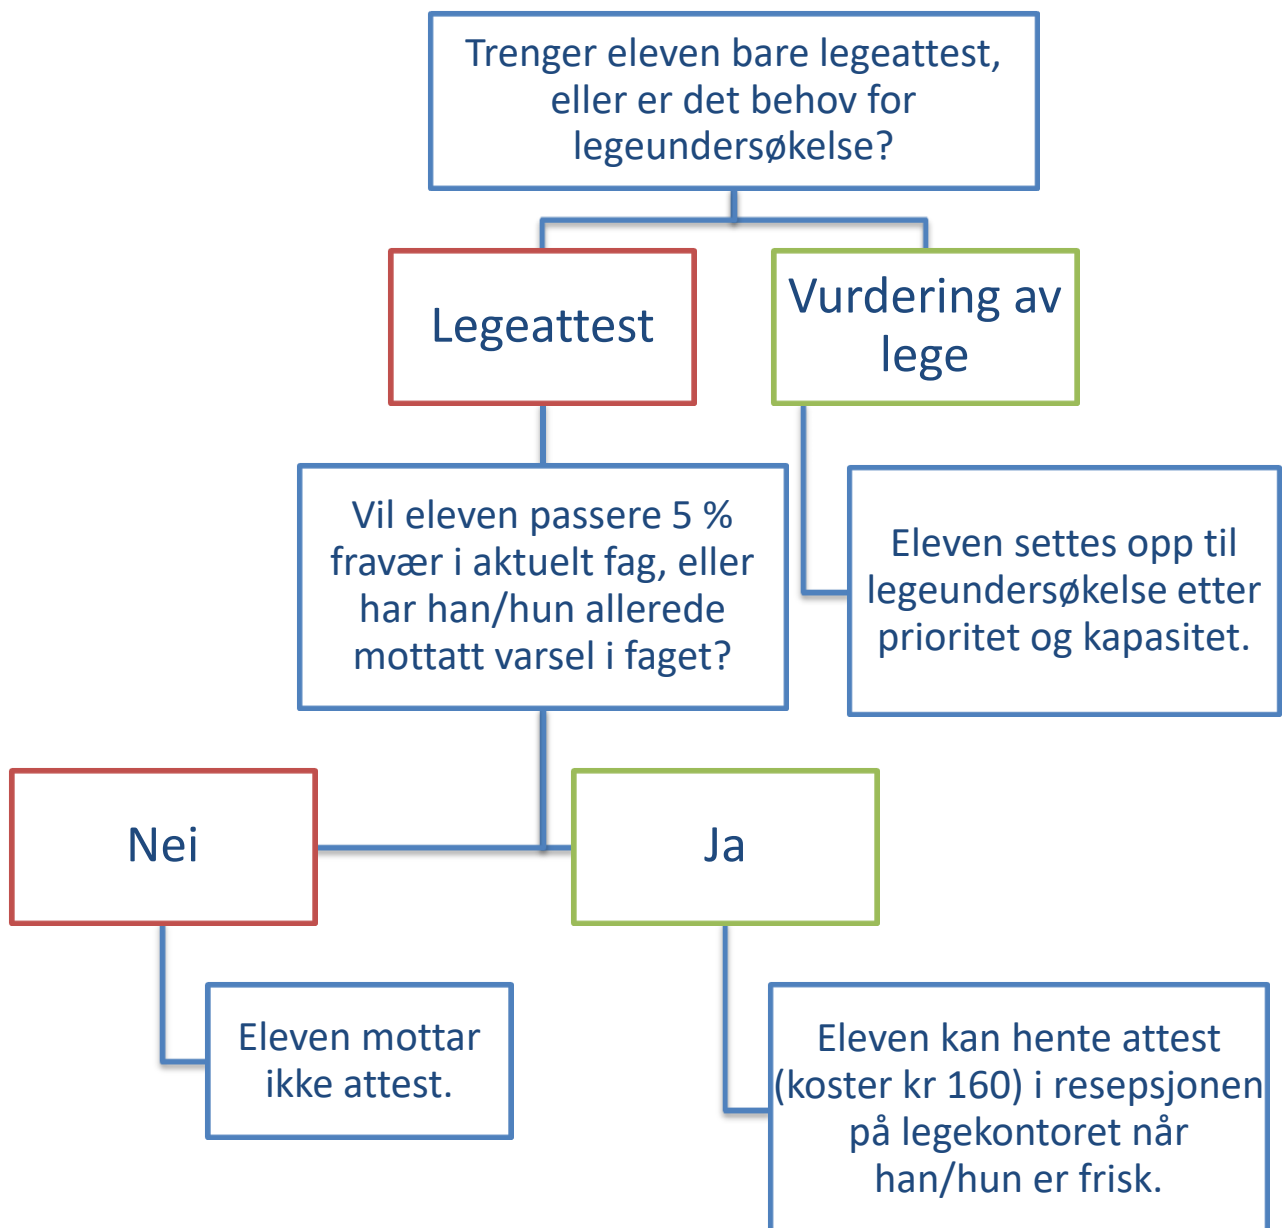 Trenger eleven bare legeattest,
eller er det behov for
legeundersøkelse?
Legeattest
Vurdering av
lege
Vil eleven passere 5 %
fravær i aktuelt fag, eller
har han/hun allerede
mottatt varsel i faget?
Eleven settes opp til
legeundersøkelse etter
prioritet og kapasitet.
Nei
Ja
Eleven mottar
ikke attest.
Eleven kan hente attest
(koster kr 160) i resepsjonen
på legekontoret når
han/hun er frisk.